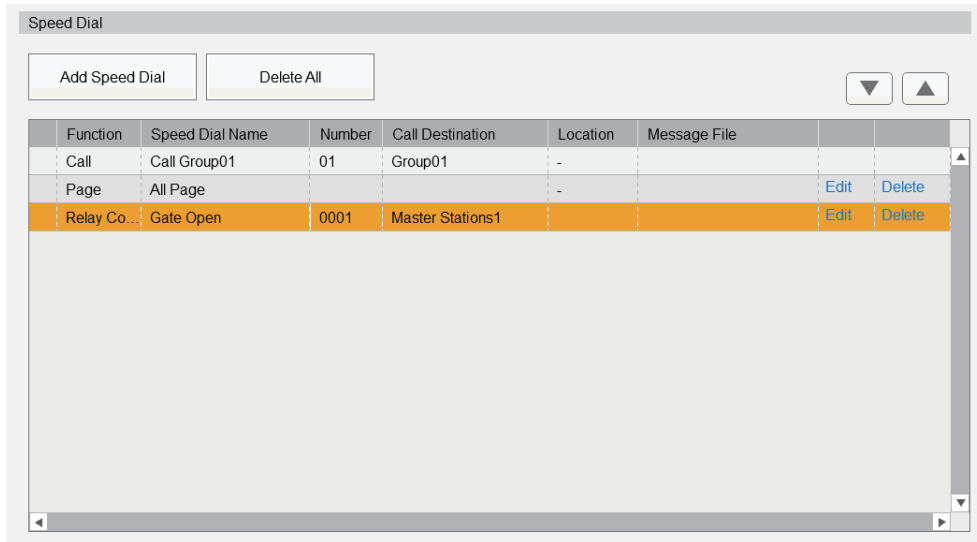 Speed Dial
Add Speed Dial Delete All
Function Speed Dial Name Number Call Destination Location Message File
Call Call Group01 01 Group01 -
Page All Page - Edit Delete
Relay Co... Gate Open 0001 Master Stations1 Edit Delete